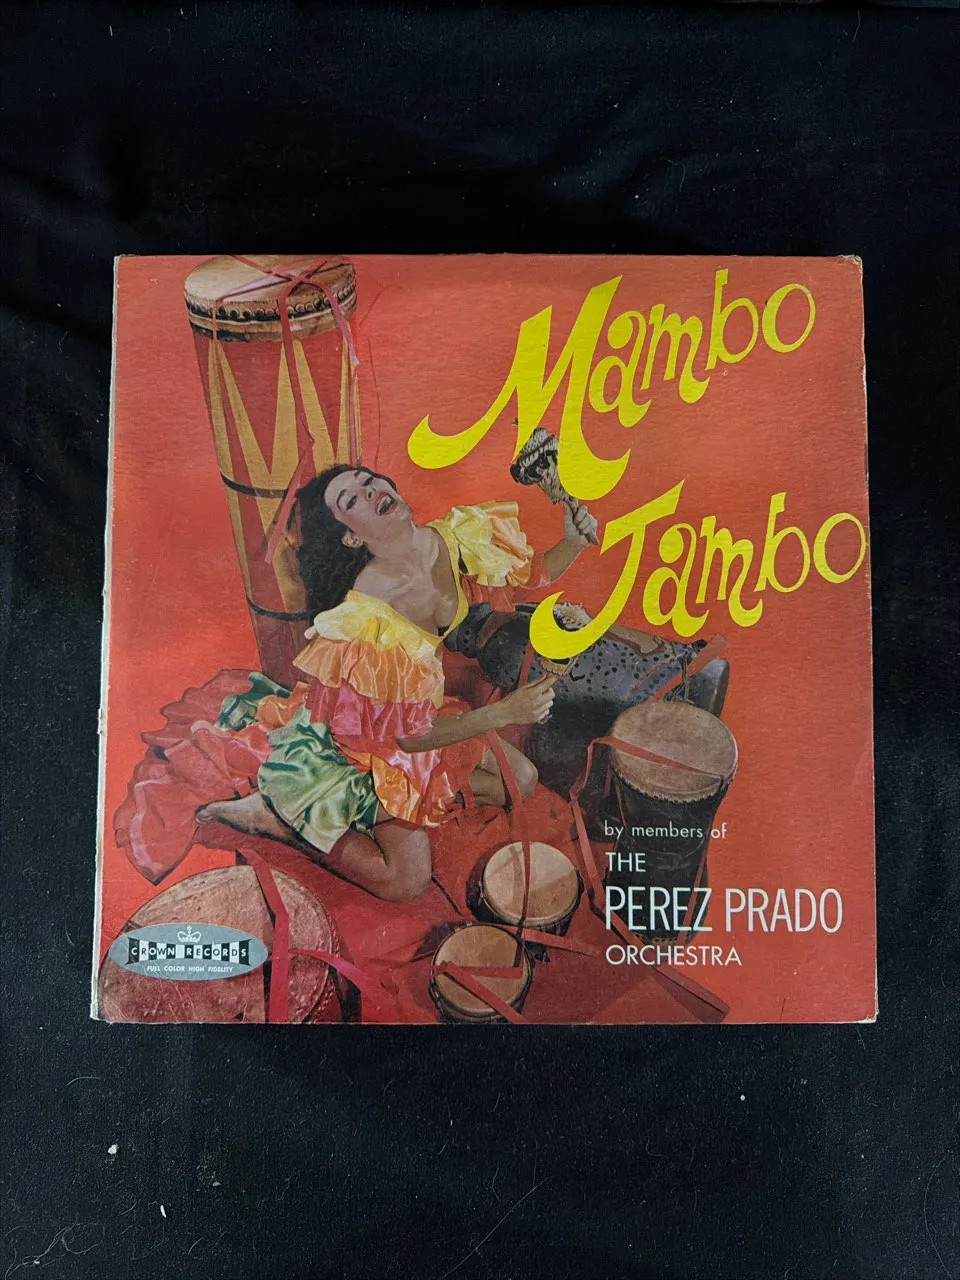 Mambo
Jambo
by members of
THE
PEREZ PRADO
ORCHESTRA
CROWN RECORDS
FULL COLOR HIGH FIDELITY